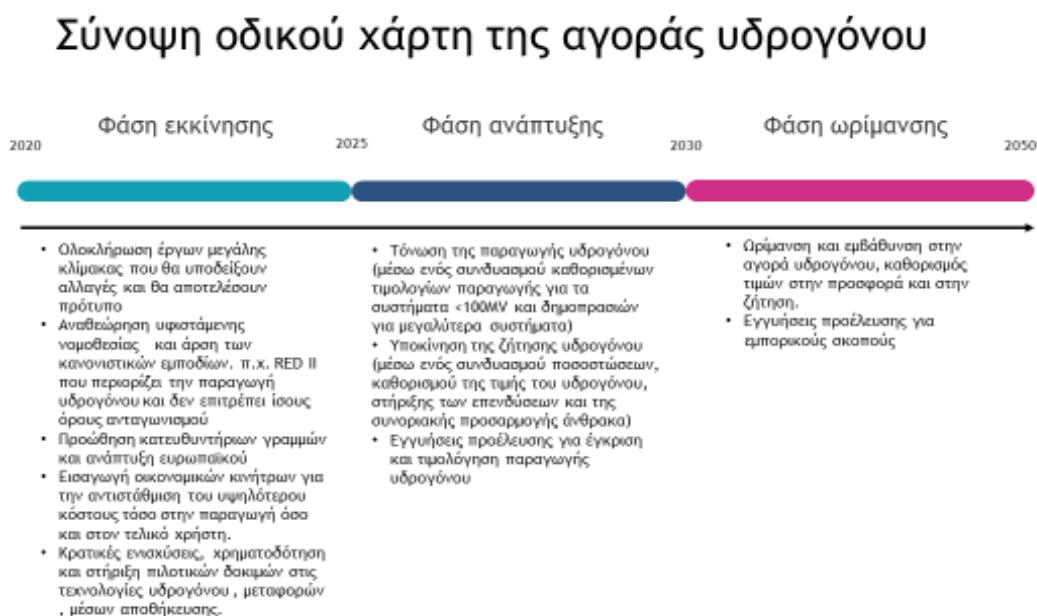 Σύνοψη οδικού χάρτη της αγοράς υδρογόνου
Φάση εκκίνησης
Φάση ανάπτυξης
Φάση ωρίμανσης
2020
2025
2030
2050
• Ολοκλήρωση έργων μεγάλης
κλίμακας που θα υποδείξουν
αλλαγές και θα αποτελέσουν
πρότυπο
• Αναθεώρηση υφιστάμενης
νομοθεσίας και άρση των
κανονιστικών εμποδίων. π.χ. RED II
που περιορίζει την παραγωγή
υδρογόνου και δεν επιτρέπει ίσους
όρους ανταγωνισμού
• Προώθηση κατευθυντήριων γραμμών
και ανάπτυξη ευρωπαϊκού
• Εισαγωγή οικονομικών κινήτρων για
την αντιστάθμιση του υψηλότερου
κόστους τόσο στην παραγωγή όσο
και στον τελικό χρήστη.
• Κρατικές ενισχύσεις, χρηματοδότηση
και στήριξη πιλοτικών δοκιμών στις
τεχνολογίες υδρογόνου , μεταφορών
, μέσων αποθήκευσης.
• Τόνωση της παραγωγής υδρογόνου
(μέσω ενός συνδυασμού καθορισμένων
τιμολογίων παραγωγής για τα
συστήματα <100MV και δημοπρασιών
για μεγαλύτερα συστήματα)
• Υποκίνηση της ζήτησης υδρογόνου
(μέσω ενός συνδυασμού ποσοστώσεων,
καθορισμού της τιμής του υδρογόνου,
στήριξης των επενδύσεων και της
συνοριακής προσαρμογής άνθρακα)
• Εγγυήσεις προέλευσης για έγκριση
και τιμολόγηση παραγωγής
υδρογόνου
• Ωρίμανση και εμβάθυνση στην
αγορά υδρογόνου, καθορισμός
τιμών στην προσφορά και στην
ζήτηση.
• Εγγυήσεις προέλευσης για
εμπορικούς σκοπούς